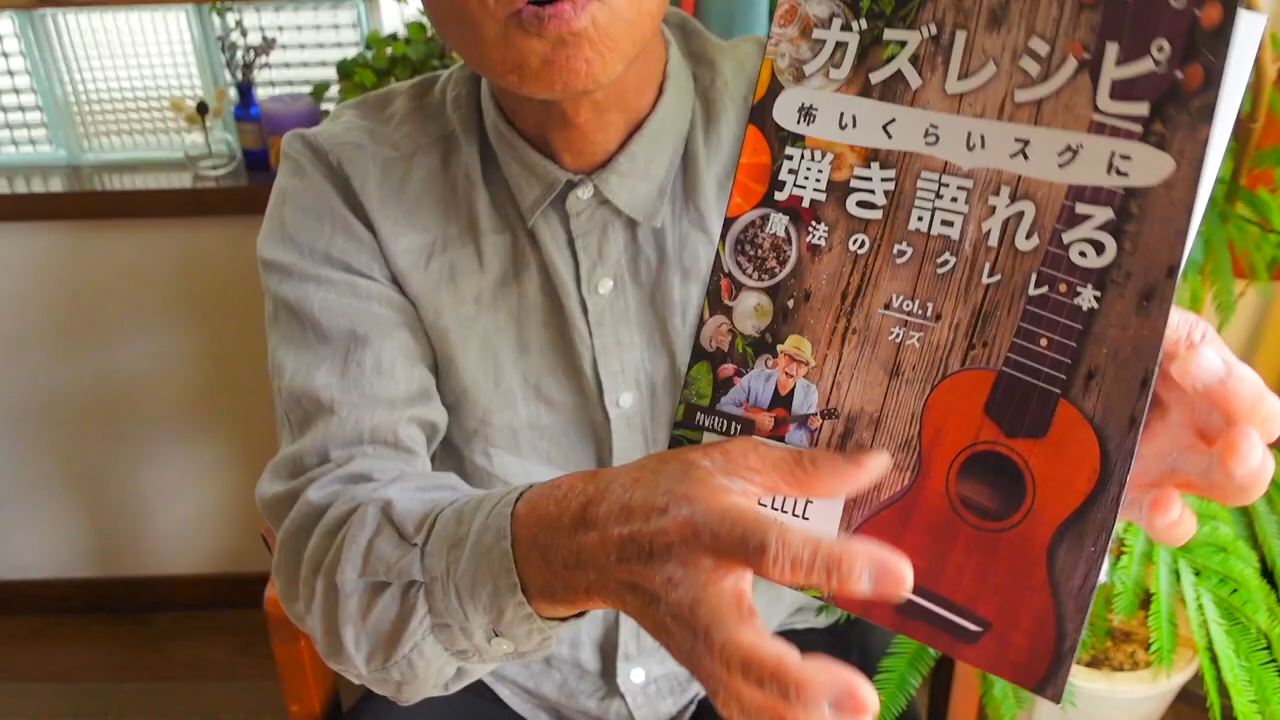 ガズレシピ
怖いくらいスグに
弾き語れる
魔法のウクレレ本
Vol.1
ガズ
POWERED BY